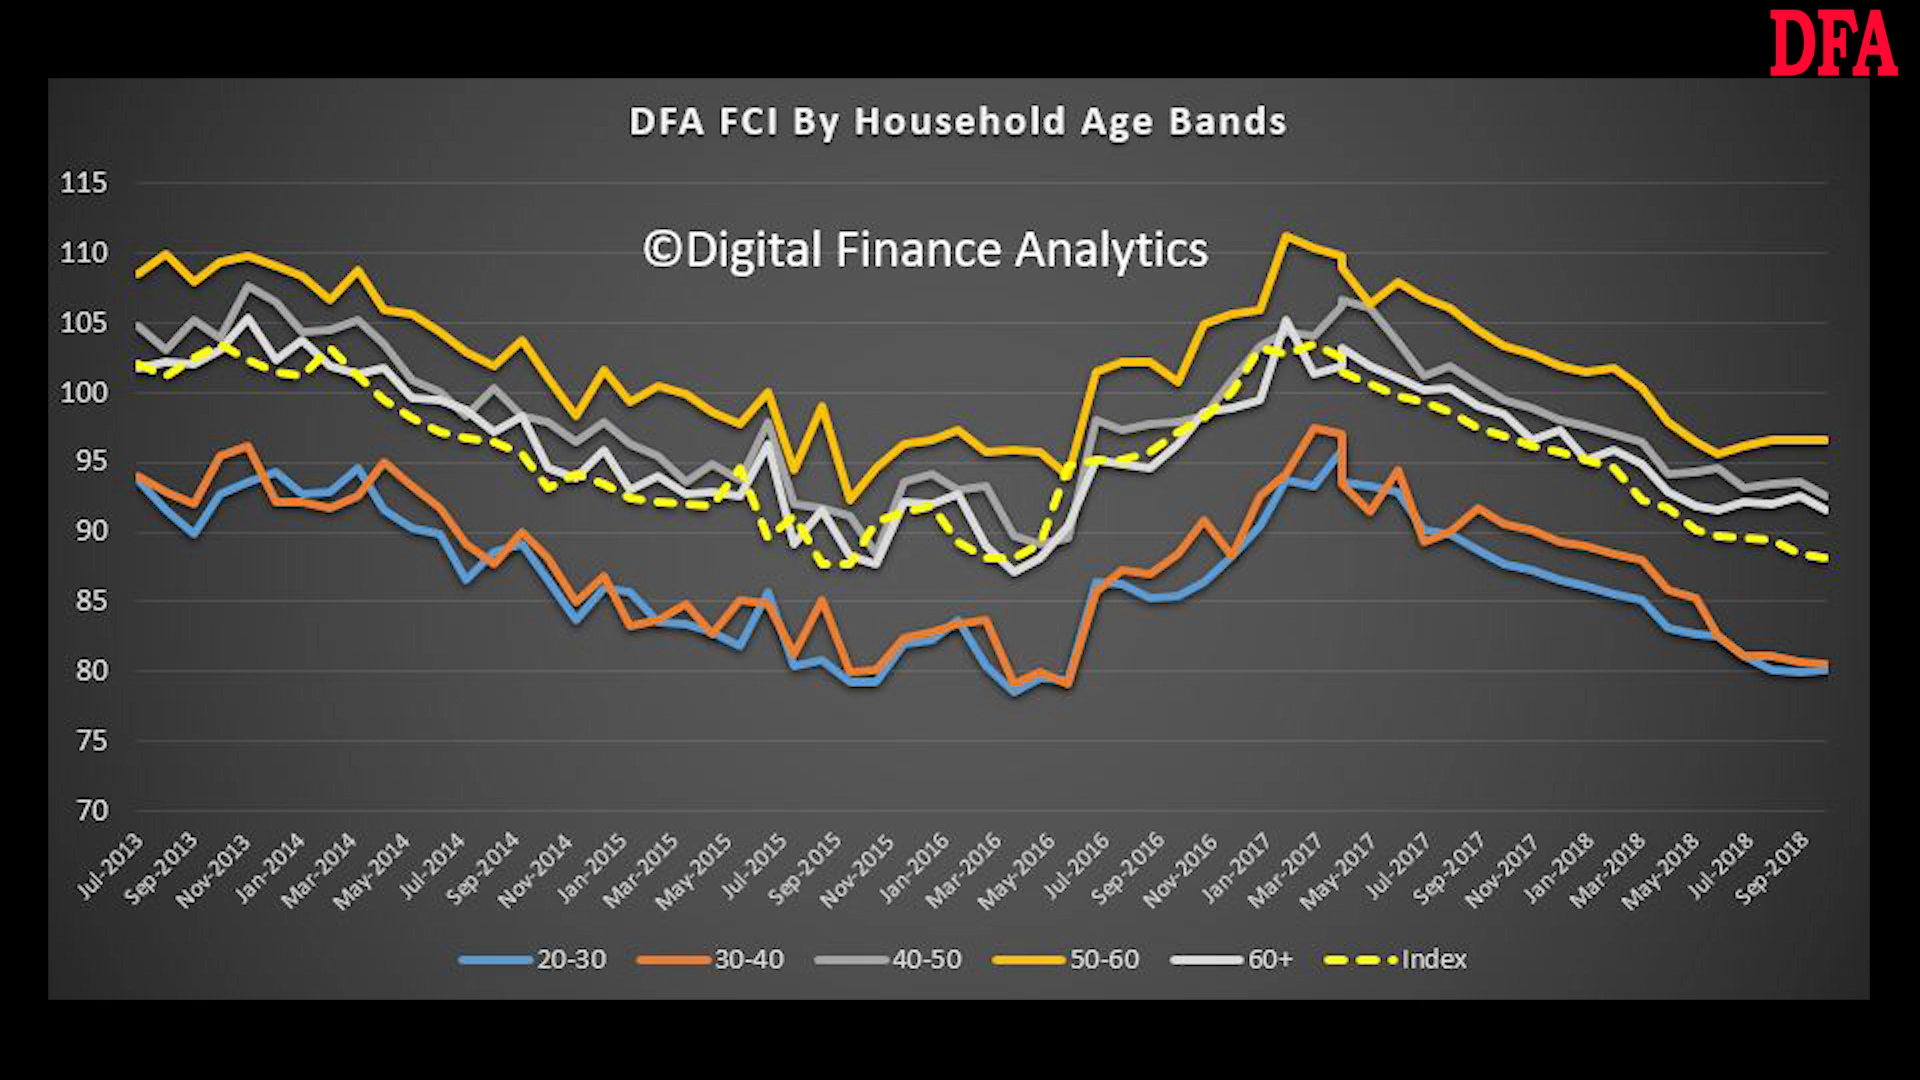 DFA
DFA FCI By Household Age Bands
©Digital Finance Analytics
115
110
105
100
95
90
85
80
75
70
Jul-2013 Sep-2013 Nov-2013 Jan-2014 Mar-2014 May-2014 Jul-2014 Sep-2014 Nov-2014 Jan-2015 Mar-2015 May-2015 Jul-2015 Sep-2015 Nov-2015 Jan-2016 Mar-2016 May-2016 Jul-2016 Sep-2016 Nov-2016 Jan-2017 Mar-2017 May-2017 Jul-2017 Sep-2017 Nov-2017 Jan-2018 Mar-2018 May-2018 Jul-2018 Sep-2018
20-30 30-40 40-50 50-60 60+ Index